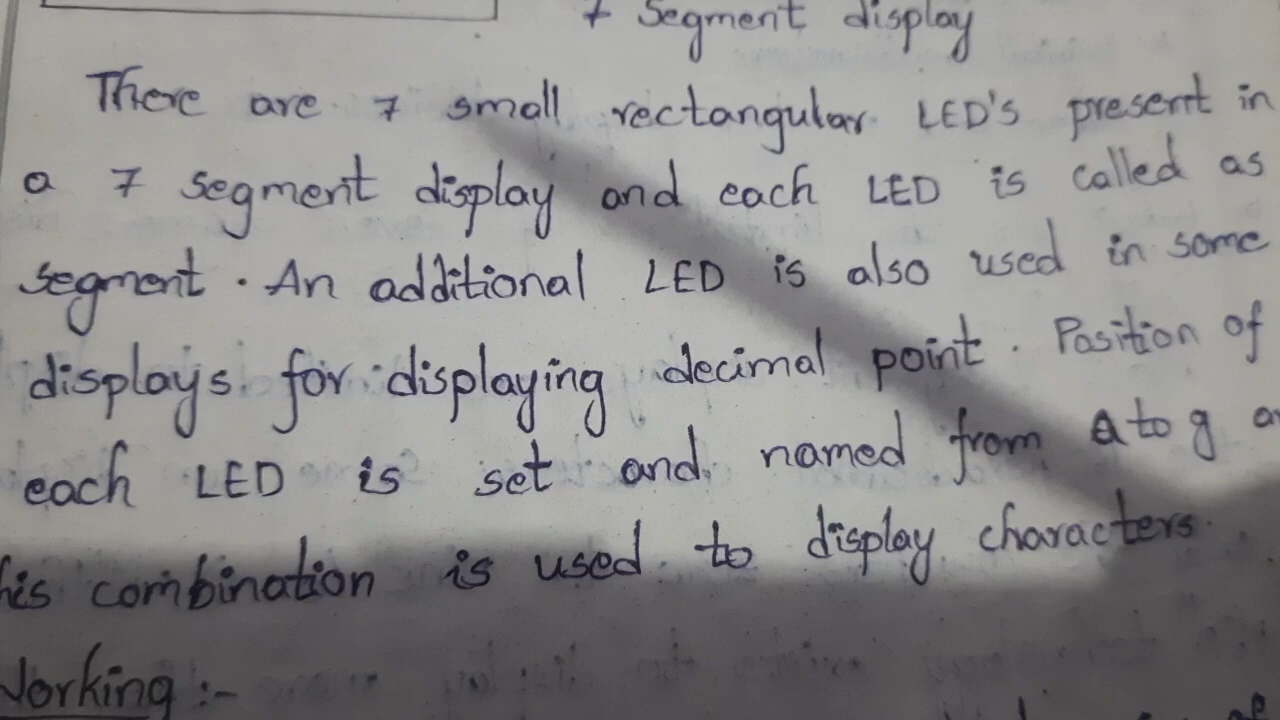 7 Segment display
There are 7 small rectangular LED's present in
a 7 segment display and each LED is called as
segment. An additional LED is also used in some
displays for displaying decimal point. Position of
each LED is set and named from a to g
combination is used to display characters.
Working :-